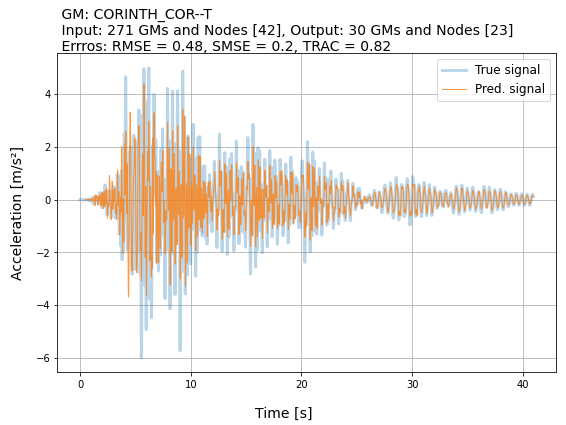 GM: CORINTH_COR--T
Input: 271 GMs and Nodes [42], Output: 30 GMs and Nodes [23]
Erros: RMSE = 0.48, SMSE = 0.2, TRAC = 0.82
True signal
Pred. signal
Acceleration [m/s²]
4
2
0
−2
−4
−6
0
10
20
30
40
Time [s]